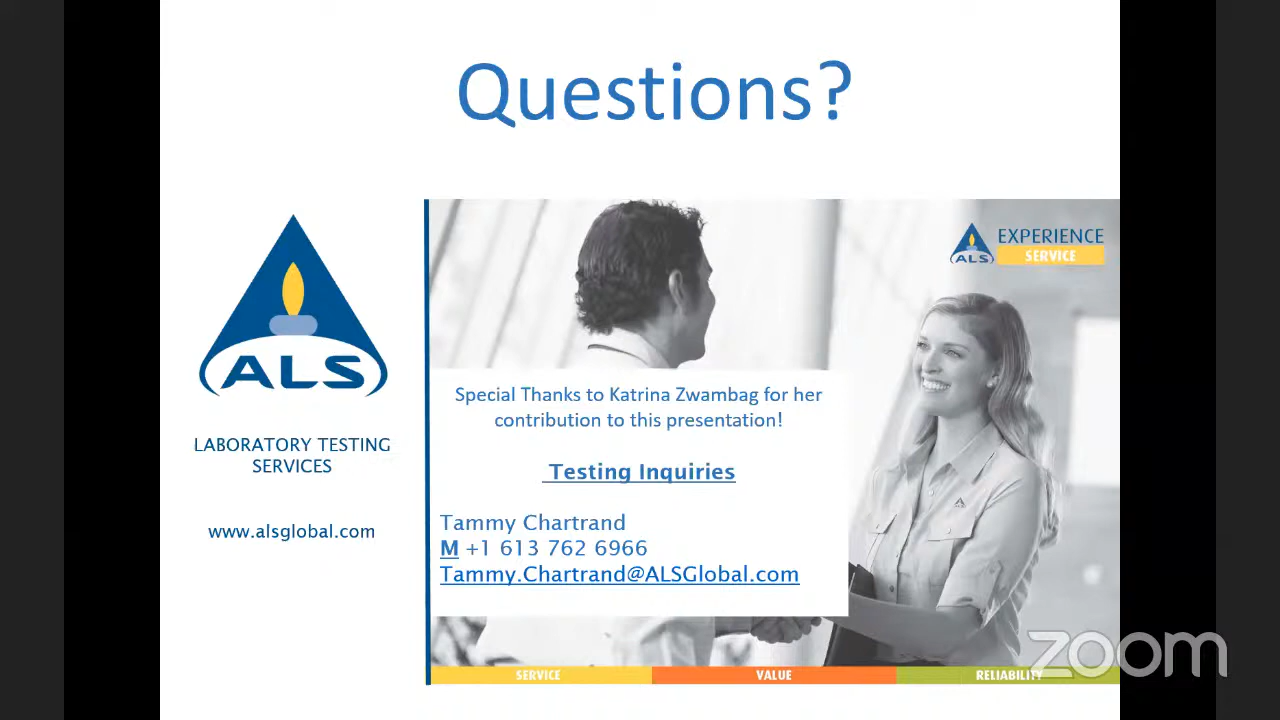 Questions?
ALS
LABORATORY TESTING
SERVICES
www.alsglobal.com
ALS
EXPERIENCE
SERVICE
Special Thanks to Katrina Zwambag for her
contribution to this presentation!
Testing Inquiries
Tammy Chartrand
M +1 613 762 6966
Tammy.Chartrand@ALSGlobal.com
SERVICE
VALUE
RELIABILITY
zoom